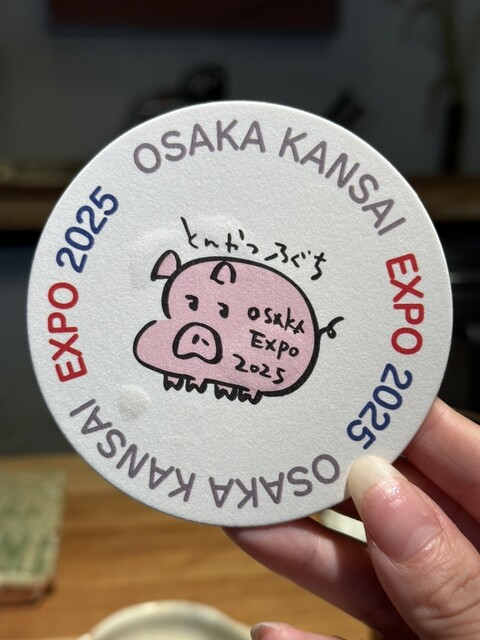 OSAKA KANSAI
EXPO 2025
OSAKA KANSAI
EXPO 2025
とんかつ ふぐち
OSAKA
EXPO
2025